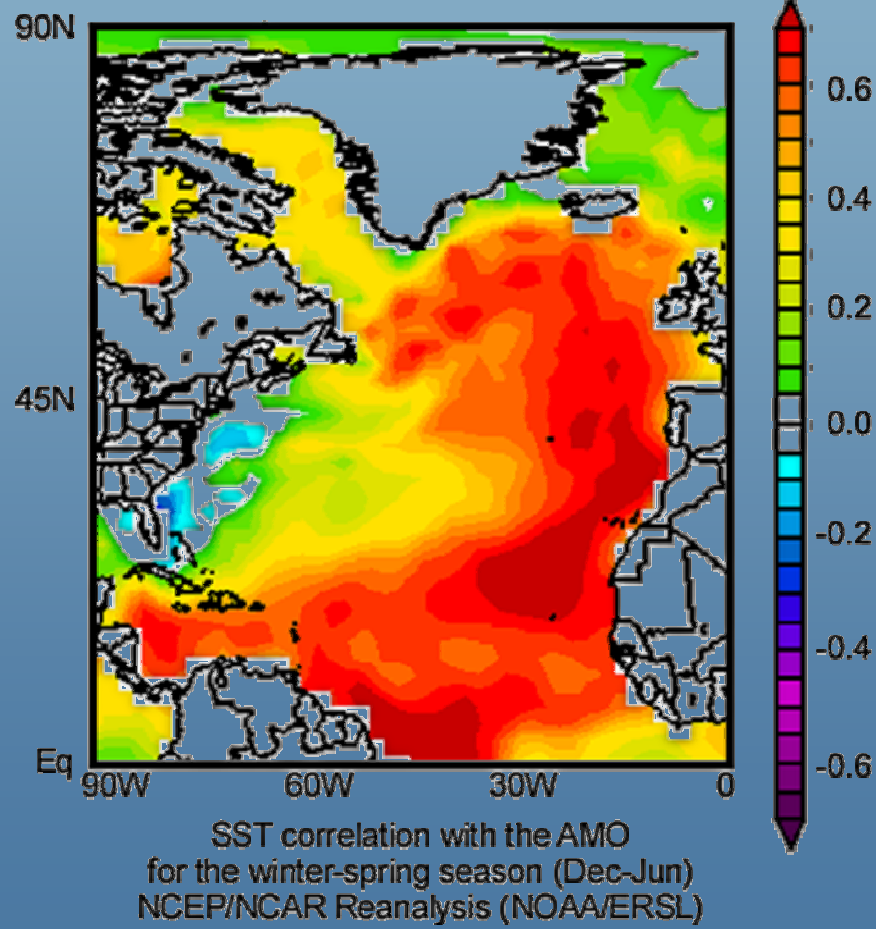 90N
0.6
0.4
0.2
45N
0.0
-0.2
-0.4
Eq
-0.6
90W 60W 30W 0
SST correlation with the AMO
for the winter-spring season (Dec-Jun)
NCEP/NCAR Reanalysis (NOAA/ERSL)